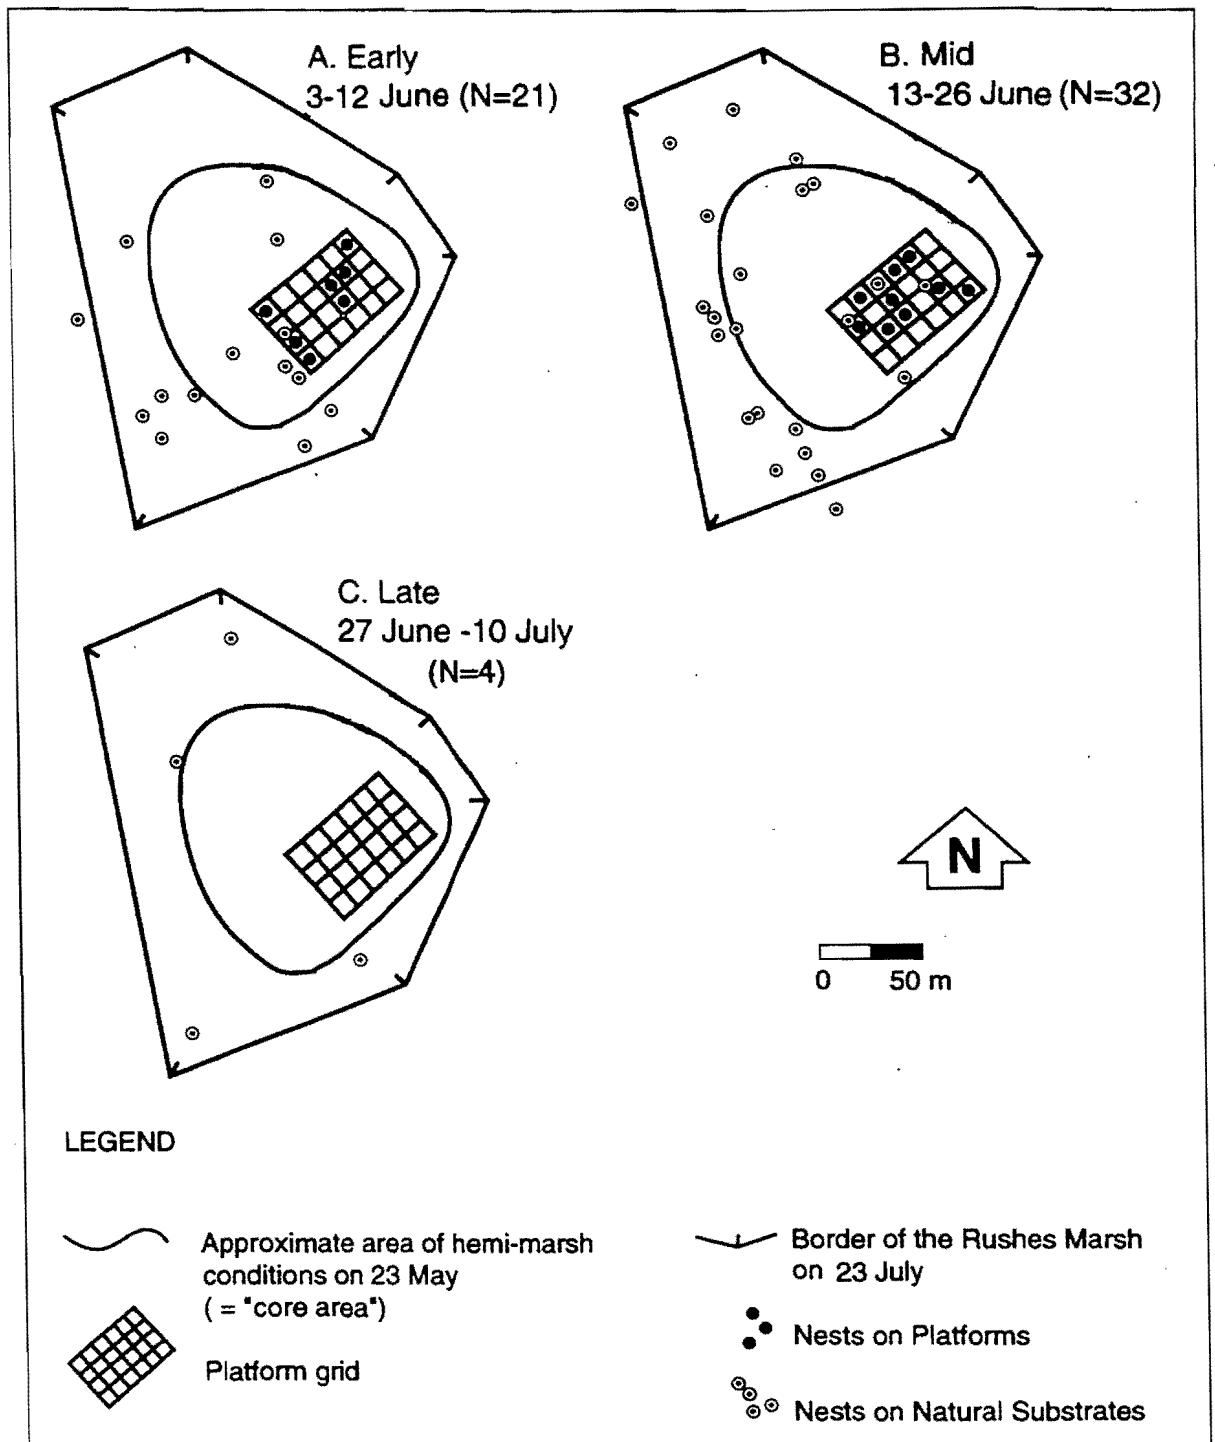 A. Early
3-12 June (N=21)
B. Mid
13-26 June (N=32)
C. Late
27 June -10 July
(N=4)
N
0 50 m
LEGEND
Approximate area of hemi-marsh
conditions on 23 May
( = "core area")
Platform grid
Border of the Rushes Marsh
on 23 July
Nests on Platforms
Nests on Natural Substrates